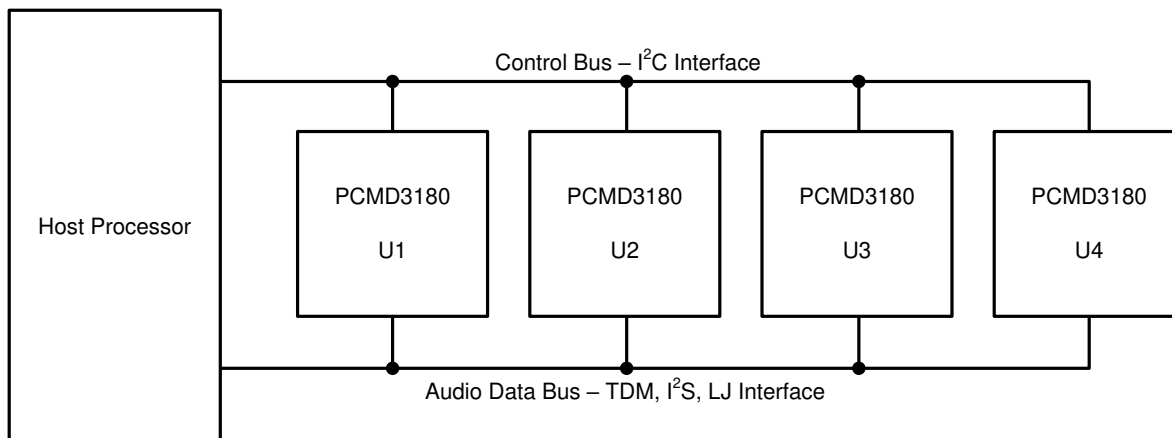 Control Bus – I²C Interface
Host Processor
PCMD3180
U1
PCMD3180
U2
PCMD3180
U3
PCMD3180
U4
Audio Data Bus – TDM, I²S, LJ Interface